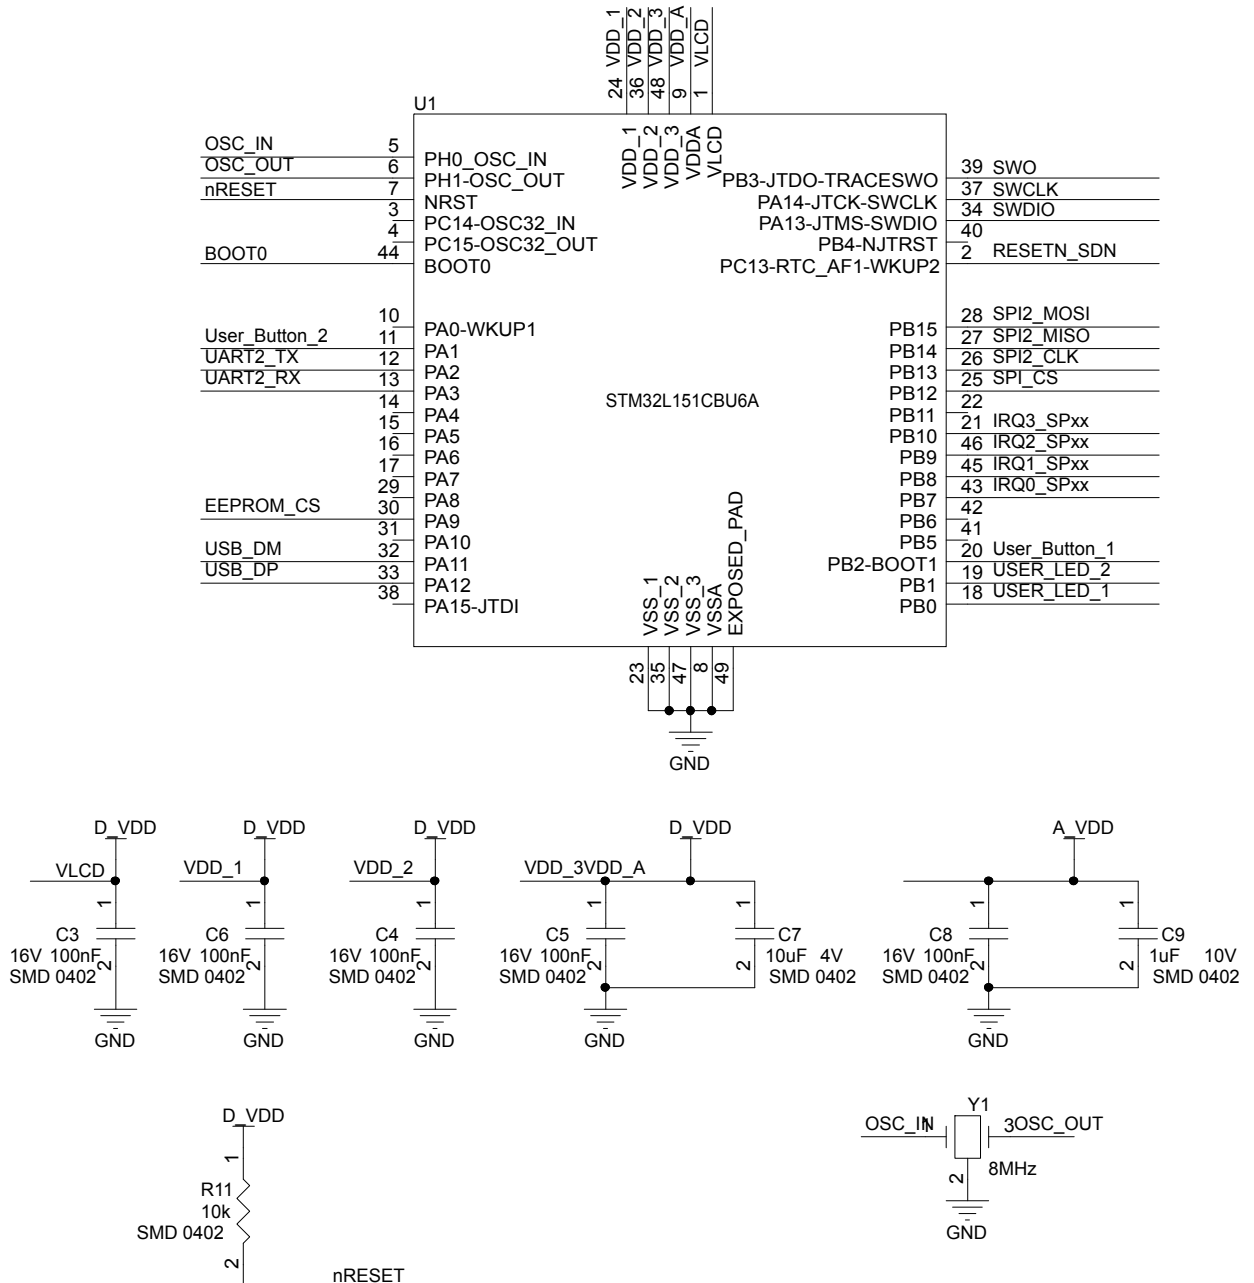 24 VDD_1
36 VDD_2
48 VDD_3
9 VDD_A
1 VLCD
U1
VDD_1
VDD_2
VDD_3
VDDA
VLCD
OSC_IN 5 PH0_OSC_IN
OSC_OUT 6 PH1-OSC_OUT
nRESET 7 NRST
3 PC14-OSC32_IN
4 PC15-OSC32_OUT
BOOT0 44 BOOT0
PB3-JTDO-TRACESWO 39 SWO
PA14-JTCK-SWCLK 37 SWCLK
PA13-JTMS-SWDIO 34 SWDIO
PB4-NJTRST 40
PC13-RTC_AF1-WKUP2 2 RESETN_SDN
10 PA0-WKUP1
User_Button_2 11 PA1
UART2_TX 12 PA2
UART2_RX 13 PA3
14 PA4
15 PA5
16 PA6
17 PA7
29 PA8
EEPROM_CS 30 PA9
31 PA10
USB_DM 32 PA11
USB_DP 33 PA12
38 PA15-JTDI
STM32L151CBU6A
PB15 28 SPI2_MOSI
PB14 27 SPI2_MISO
PB13 26 SPI2_CLK
PB12 25 SPI_CS
PB11 22
PB10 21 IRQ3_SPxx
PB9 46 IRQ2_SPxx
PB8 45 IRQ1_SPxx
PB7 43 IRQ0_SPxx
PB6 42
PB5 41
PB2-BOOT1 20 User_Button_1
PB1 19 USER_LED_2
PB0 18 USER_LED_1
VSS_1
VSS_2
VSS_3
VSSA
EXPOSED_PAD
23
35
47
8
49
GND
D_VDD
VLCD
1
C3
16V 100nF
2
SMD 0402
GND
D_VDD
VDD_1
1
C6
16V 100nF
2
SMD 0402
GND
D_VDD
VDD_2
1
C4
16V 100nF
2
SMD 0402
GND
D_VDD
VDD_3VDD_A
1
C5
16V 100nF
2
SMD 0402
GND
1
C7
10uF 4V
2
SMD 0402
A_VDD
1
C8
16V 100nF
2
SMD 0402
GND
1
C9
1uF 10V
2
SMD 0402
D_VDD
1
R11
10k
SMD 0402
2
nRESET
Y1
OSC_IN 1
3 OSC_OUT
8MHz
2
GND